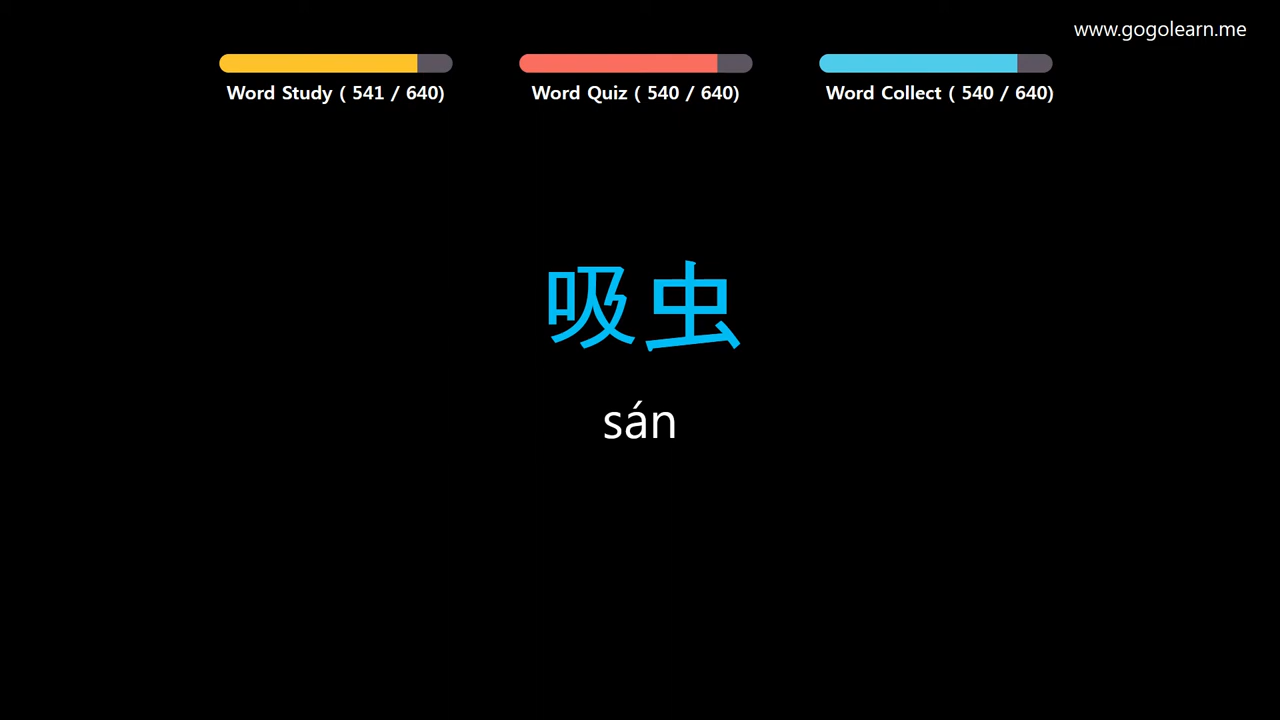 www.gogolearn.me
Word Study ( 541 / 640)
Word Quiz ( 540 / 640)
Word Collect ( 540 / 640)
吸虫
sán